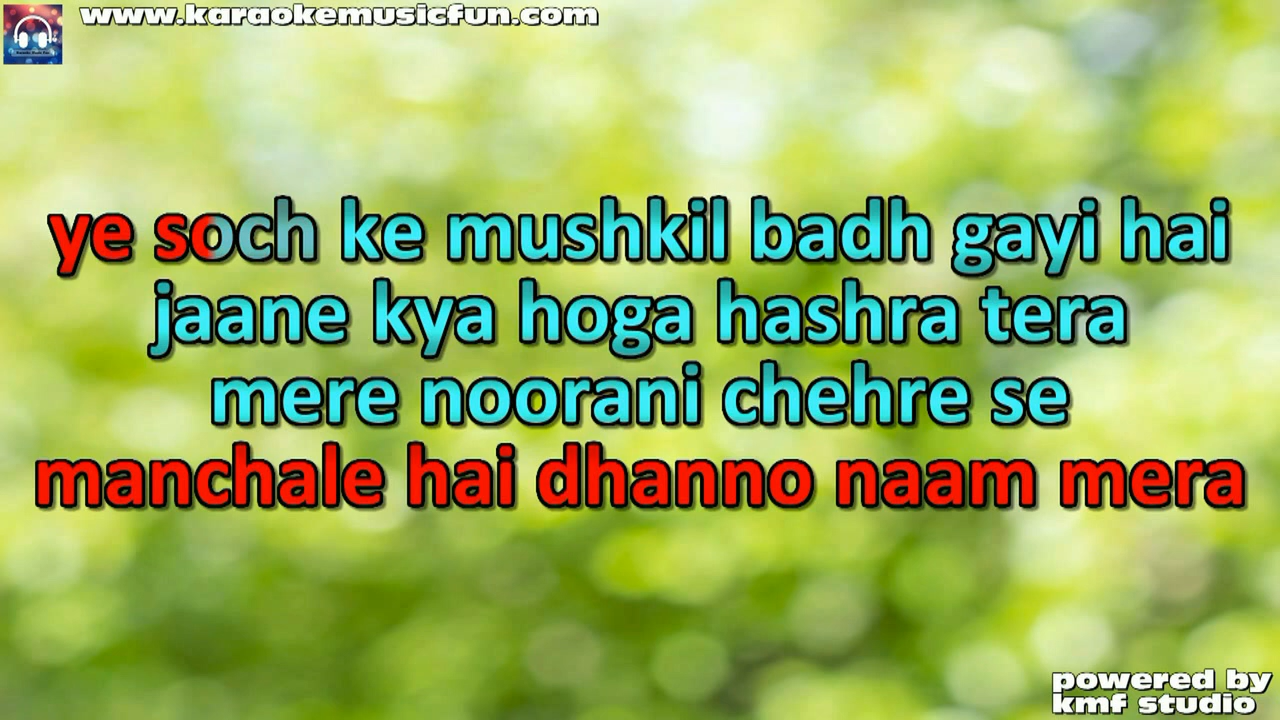 www.karaokemusicfun.com
ye soch ke mushkil badh gayi hai
jaane kya hoga hashra tera
mere noorani chehre se
manchale hai dhanno naam mera
powered by
kmf studio